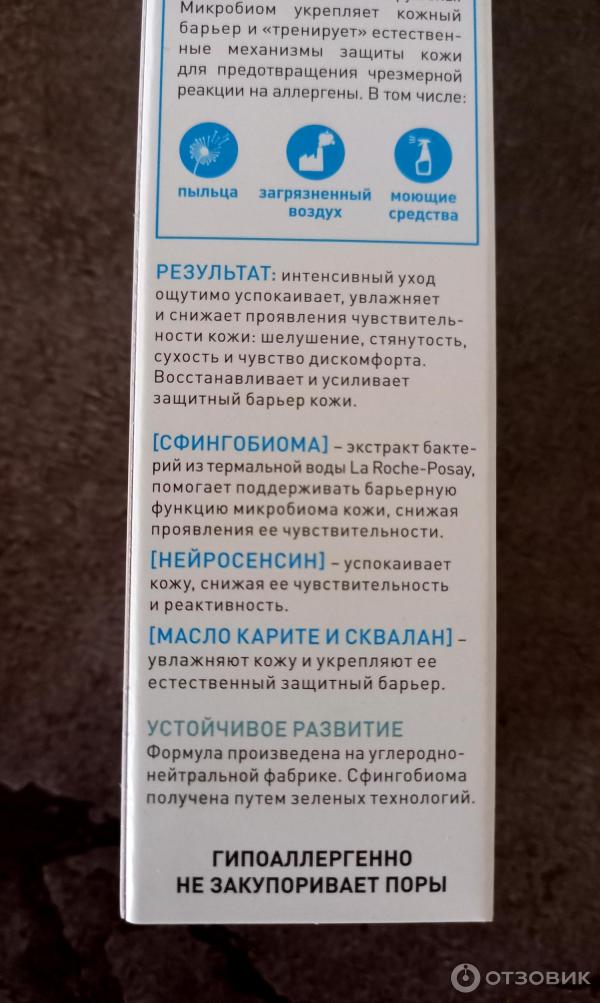 Микробиом укрепляет кожный
барьер и «тренирует» естествен-
ные механизмы защиты кожи
для предотвращения чрезмерной
реакции на аллергены. В том числе:
пыльца
загрязненный
воздух
моющие
средства
РЕЗУЛЬТАТ: интенсивный уход
ощутимо успокаивает, увлажняет
и снижает проявления чувствитель-
ности кожи: шелушение, стянутость,
сухость и чувство дискомфорта.
Восстанавливает и усиливает
защитный барьер кожи.
[СФИНГОБИОМА] – экстракт бакте-
рий из термальной воды La Roche-Posay,
помогает поддерживать барьерную
функцию микробиома кожи, снижая
проявления ее чувствительности.
[НЕЙРОСЕНСИН] – успокаивает
кожу, снижая ее чувствительность
и реактивность.
[МАСЛО КАРИТЕ И СКВАЛАН] –
увлажняют кожу и укрепляют ее
естественный защитный барьер.
УСТОЙЧИВОЕ РАЗВИТИЕ
Формула произведена на углеродно-
нейтральной фабрике. Сфингобиома
получена путем зеленых технологий.
ГИПОАЛЛЕРГЕННО
НЕ ЗАКУПОРИВАЕТ ПОРЫ
ОТЗОВИК